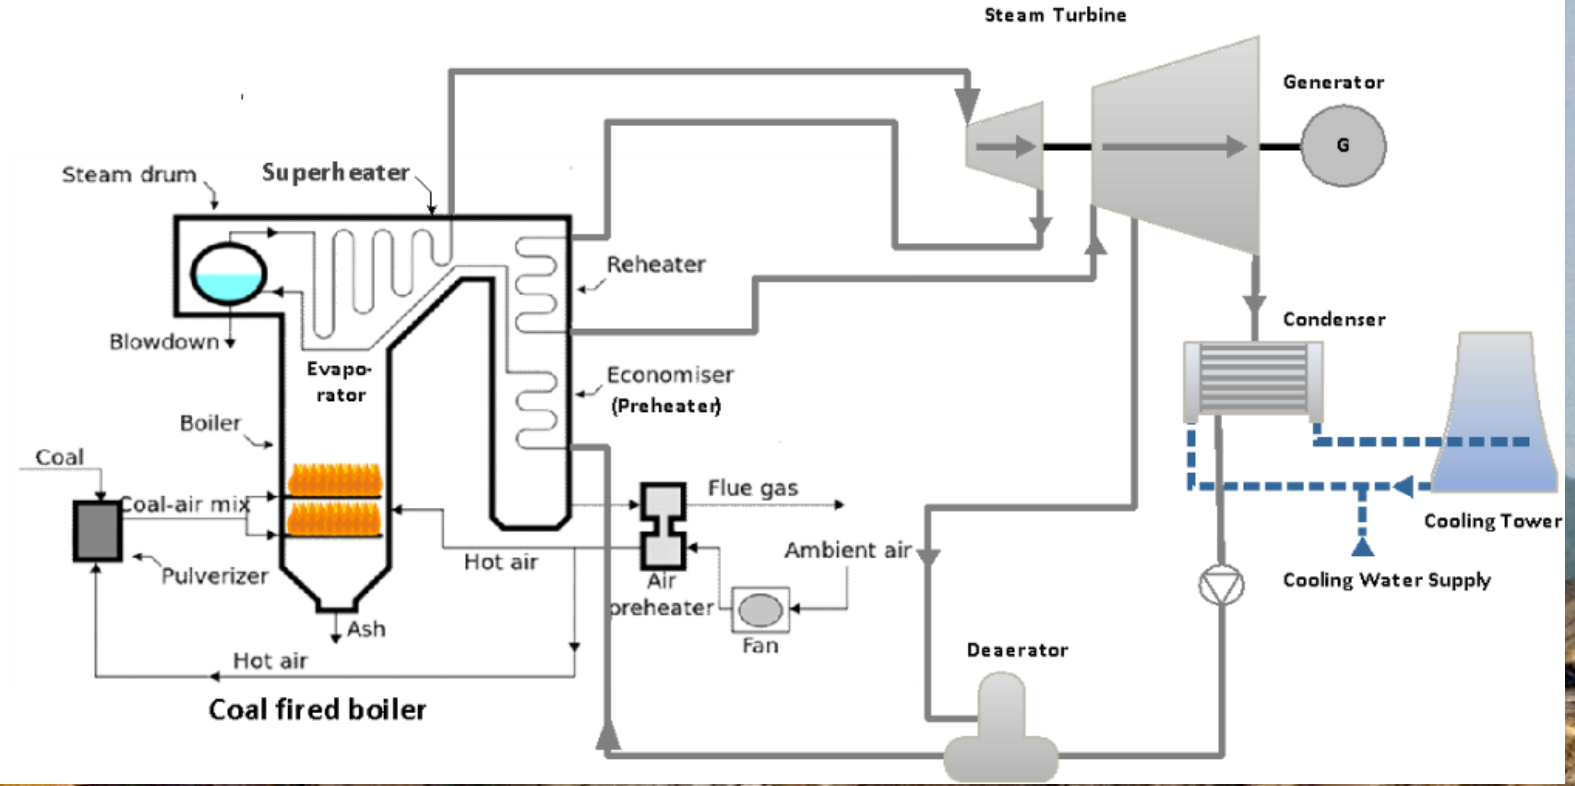 Steam Turbine
Generator
G
Steam drum
Superheater
Reheater
Blowdown
Evapo-
rator
Condenser
Economiser
(Preheater)
Boiler
Coal
Coal-air mix
Flue gas
Hot air
Ambient air
Cooling Tower
Pulverizer
Air
preheater
Cooling Water Supply
Ash
Fan
Deaerator
Hot air
Coal fired boiler